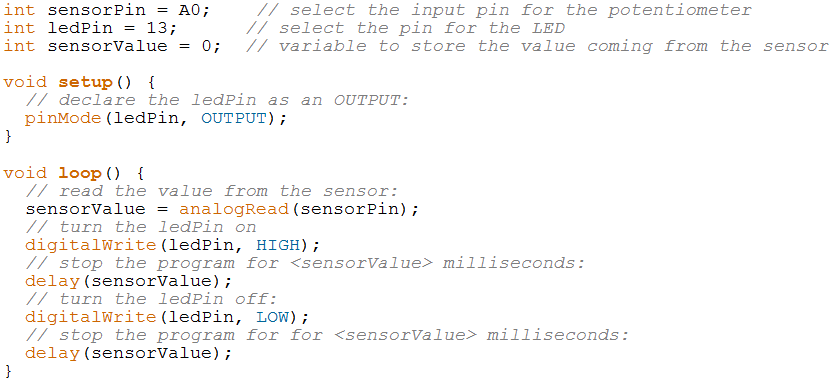 int sensorPin = A0;    // select the input pin for the potentiometer
int ledPin = 13;      // select the pin for the LED
int sensorValue = 0;  // variable to store the value coming from the sensor

void setup() {
  // declare the ledPin as an OUTPUT:
  pinMode(ledPin, OUTPUT);
}

void loop() {
  // read the value from the sensor:
  sensorValue = analogRead(sensorPin);
  // turn the ledPin on
  digitalWrite(ledPin, HIGH);
  // stop the program for <sensorValue> milliseconds:
  delay(sensorValue);
  // turn the ledPin off:
  digitalWrite(ledPin, LOW);
  // stop the program for for <sensorValue> milliseconds:
  delay(sensorValue);
}